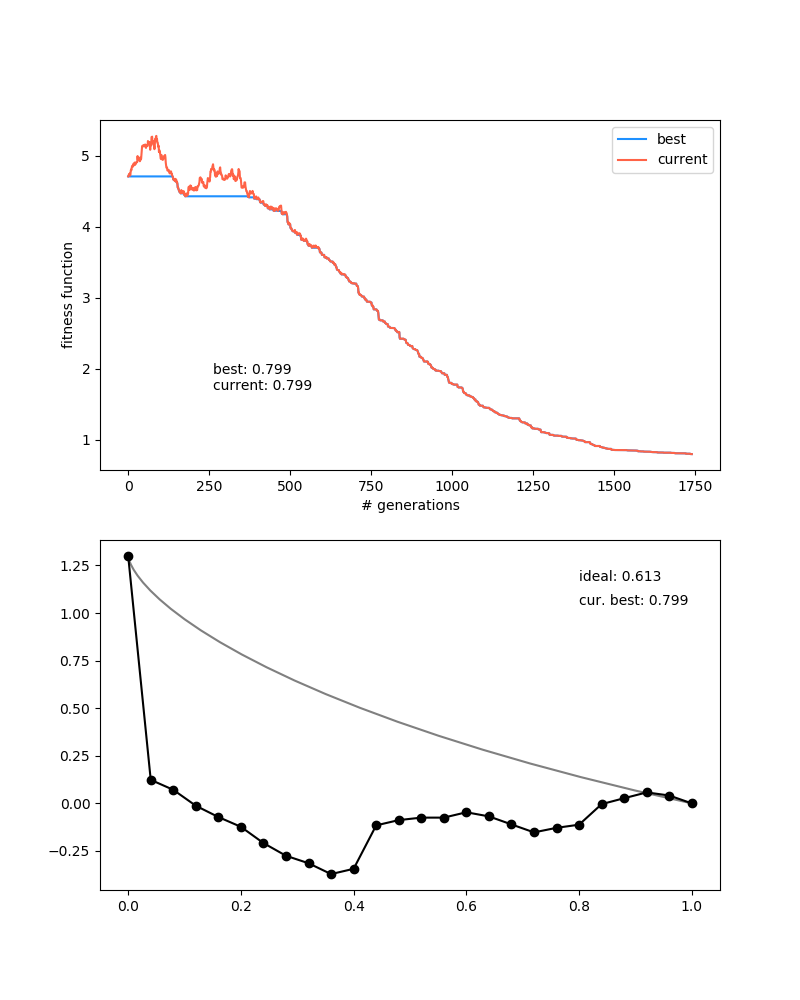 best
current
5
4
3
2
1
fitness function
best: 0.799
current: 0.799
0 250 500 750 1000 1250 1500 1750
# generations
1.25
1.00
0.75
0.50
0.25
0.00
−0.25
ideal: 0.613
cur. best: 0.799
0.0 0.2 0.4 0.6 0.8 1.0